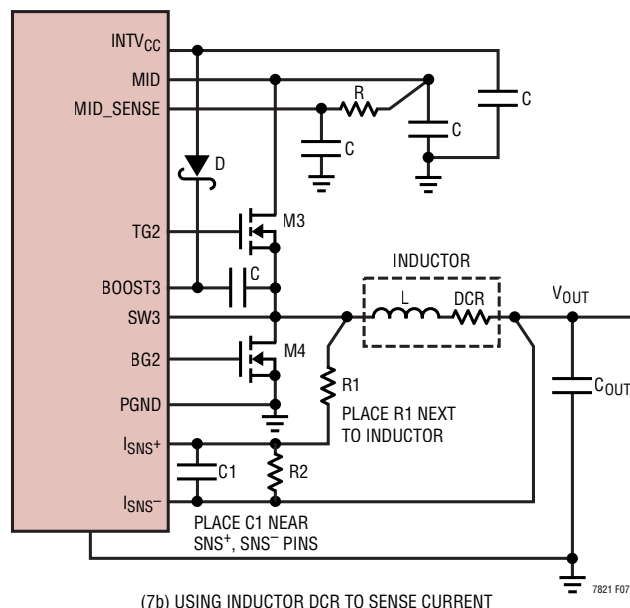 INTVCC
MID
R
MID_SENSE
C
C
C
D
TG2
M3
INDUCTOR
C
BOOST3
L
DCR
VOUT
SW3
M4
BG2
R1
COUT
PGND
PLACE R1 NEXT
TO INDUCTOR
ISNS+
C1
R2
ISNS–
PLACE C1 NEAR
SNS+, SNS– PINS
7821 F07
(7b) USING INDUCTOR DCR TO SENSE CURRENT